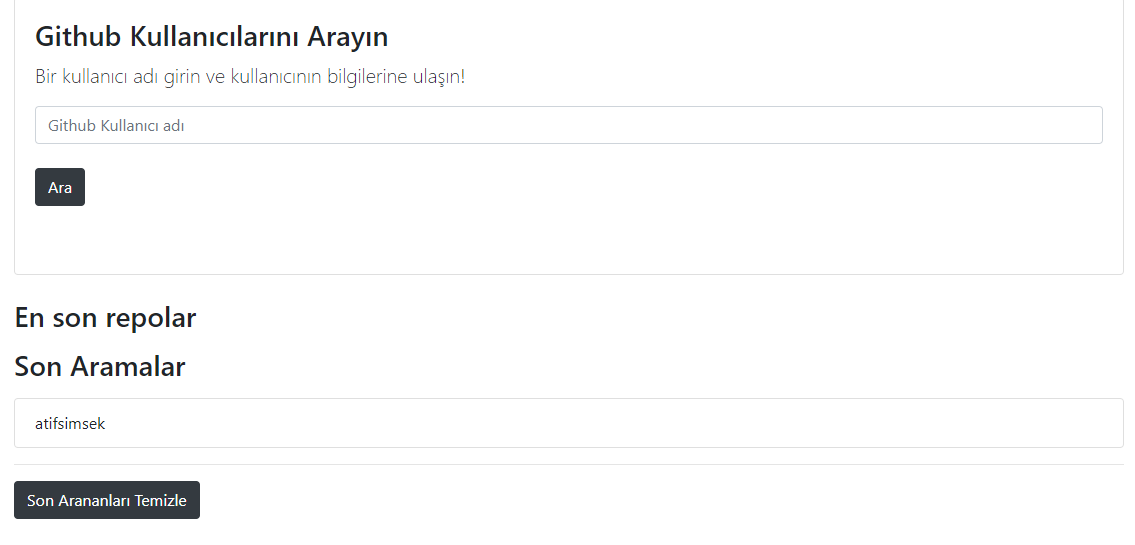 Github Kullanıcılarını Arayın
Bir kullanıcı adı girin ve kullanıcının bilgilerine ulaşın!
Github Kullanıcı adı
Ara
En son repolar
Son Aramalar
atifsimsek
Son Arananları Temizle